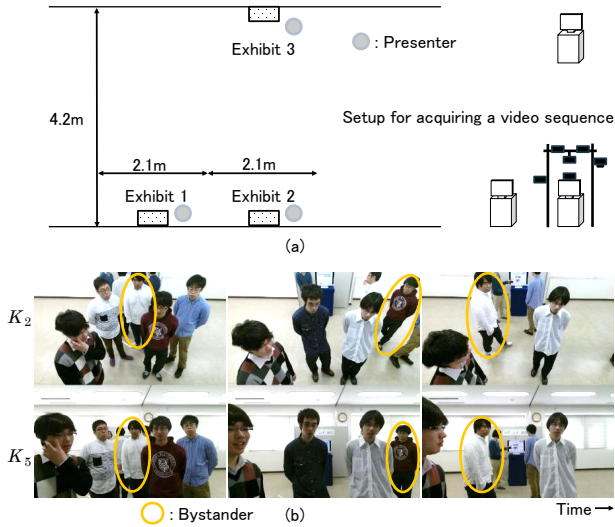 Exhibit 3
: Presenter
4.2m
Setup for acquiring a video sequence
2.1m
2.1m
Exhibit 1
Exhibit 2
(a)
K₂
K₅
: Bystander
(b)
Time